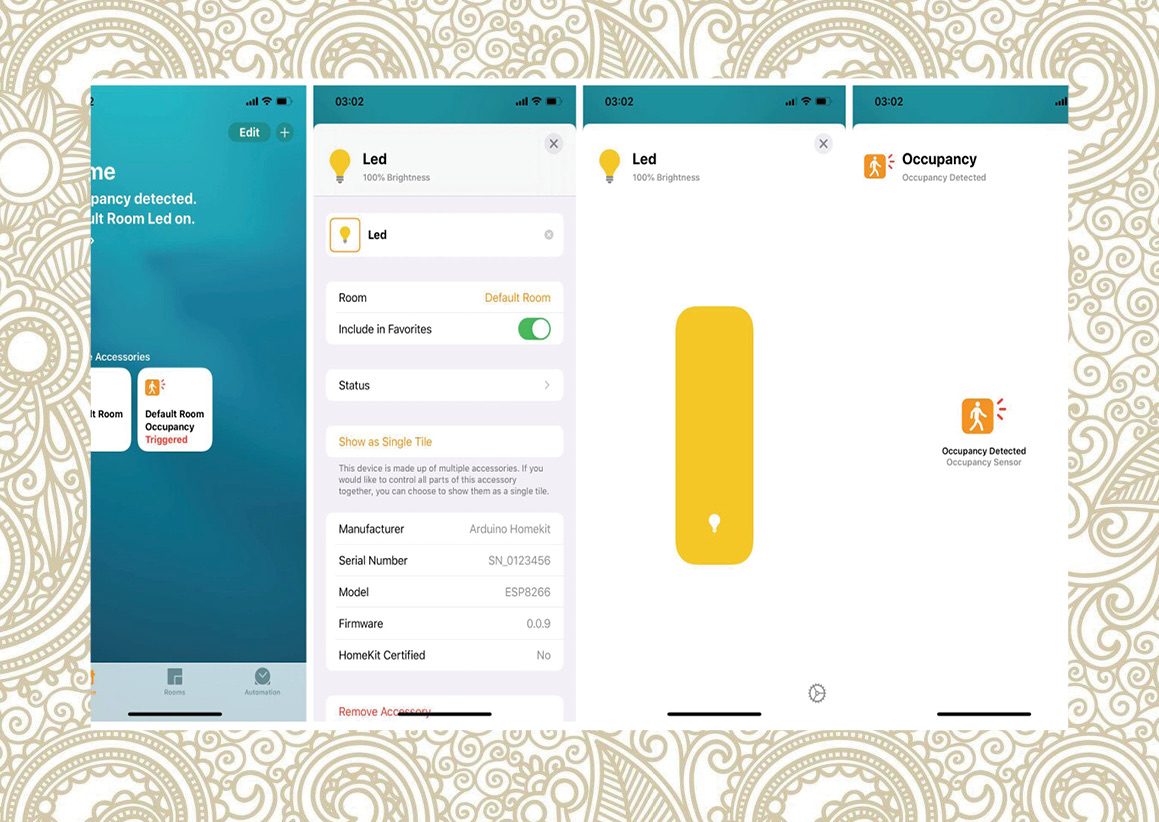 2
Edit
+
me
pancy detected.
ult Room Led on.
e Accessories
lt Room
Default Room
Occupancy
Triggered
Rooms
Automation
03:02
Led
100% Brightness
Led
Room
Default Room
Include in Favorites
Status
Show as Single Tile
This device is made up of multiple accessories. If you
would like to control all parts of this accessory
together, you can choose to show them as a single tile.
Manufacturer
Arduino Homekit
Serial Number
SN_0123456
Model
ESP8266
Firmware
0.0.9
HomeKit Certified
No
Remove Accessory
03:02
Led
100% Brightness
03:02
Occupancy
Occupancy Detected
Occupancy Detected
Occupancy Sensor